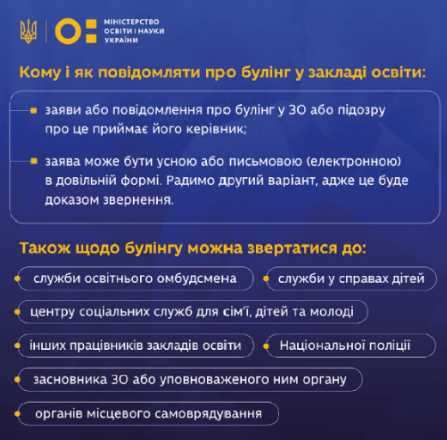 МІНІСТЕРСТВО
ОСВІТИ І НАУКИ
УКРАЇНИ
Кому і як повідомляти про булінг у закладі освіти:
заяви або повідомлення про булінг у ЗО або підозру
про це приймає його керівник;
заява може бути усною або письмовою (електронною)
в довільній формі. Радимо другий варіант, адже це буде
доказом звернення.
Також щодо булінгу можна звертатися до:
служби освітнього омбудсмена
служби у справах дітей
центру соціальних служб для сім'ї, дітей та молоді
інших працівників закладів освіти
Національної поліції
засновника ЗО або уповноваженого ним органу
органів місцевого самоврядування